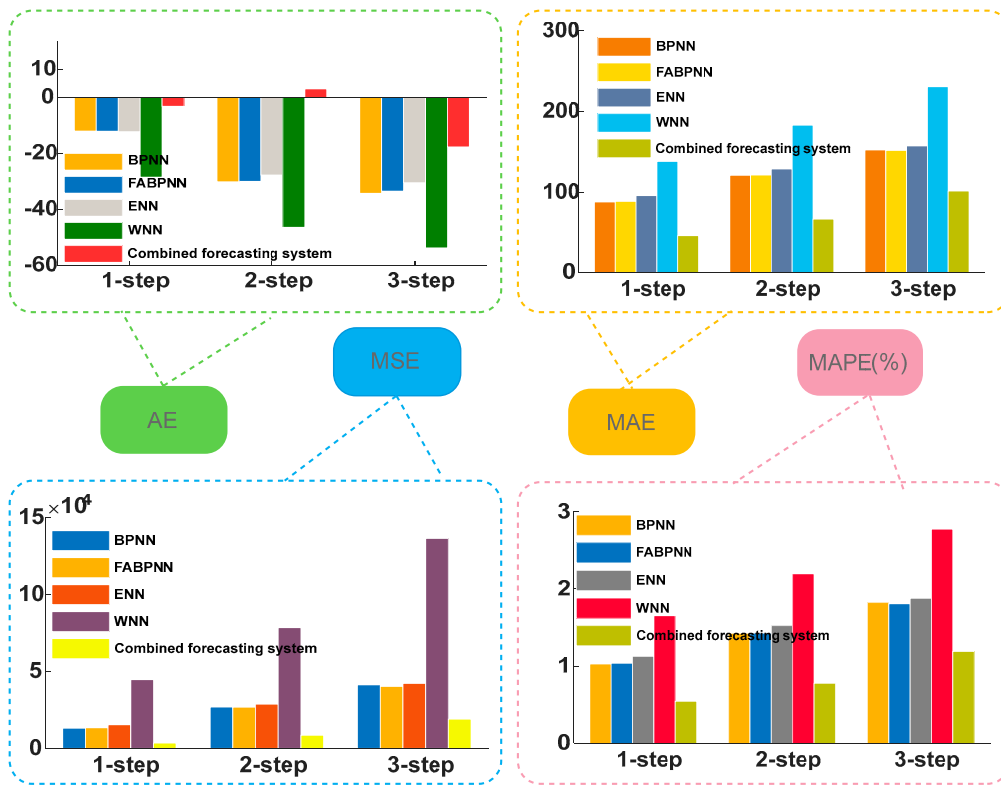 10
0
-20
-40
-60
BPNN
FABPNN
ENN
WNN
Combined forecasting system
1-step
2-step
3-step
300
200
100
0
BPNN
FABPNN
ENN
WNN
Combined forecasting system
1-step
2-step
3-step
AE
MSE
MAE
MAPE(%)
×10⁴
15
10
5
0
BPNN
FABPNN
ENN
WNN
Combined forecasting system
1-step
2-step
3-step
3
2
1
0
BPNN
FABPNN
ENN
WNN
Combined forecasting system
1-step
2-step
3-step